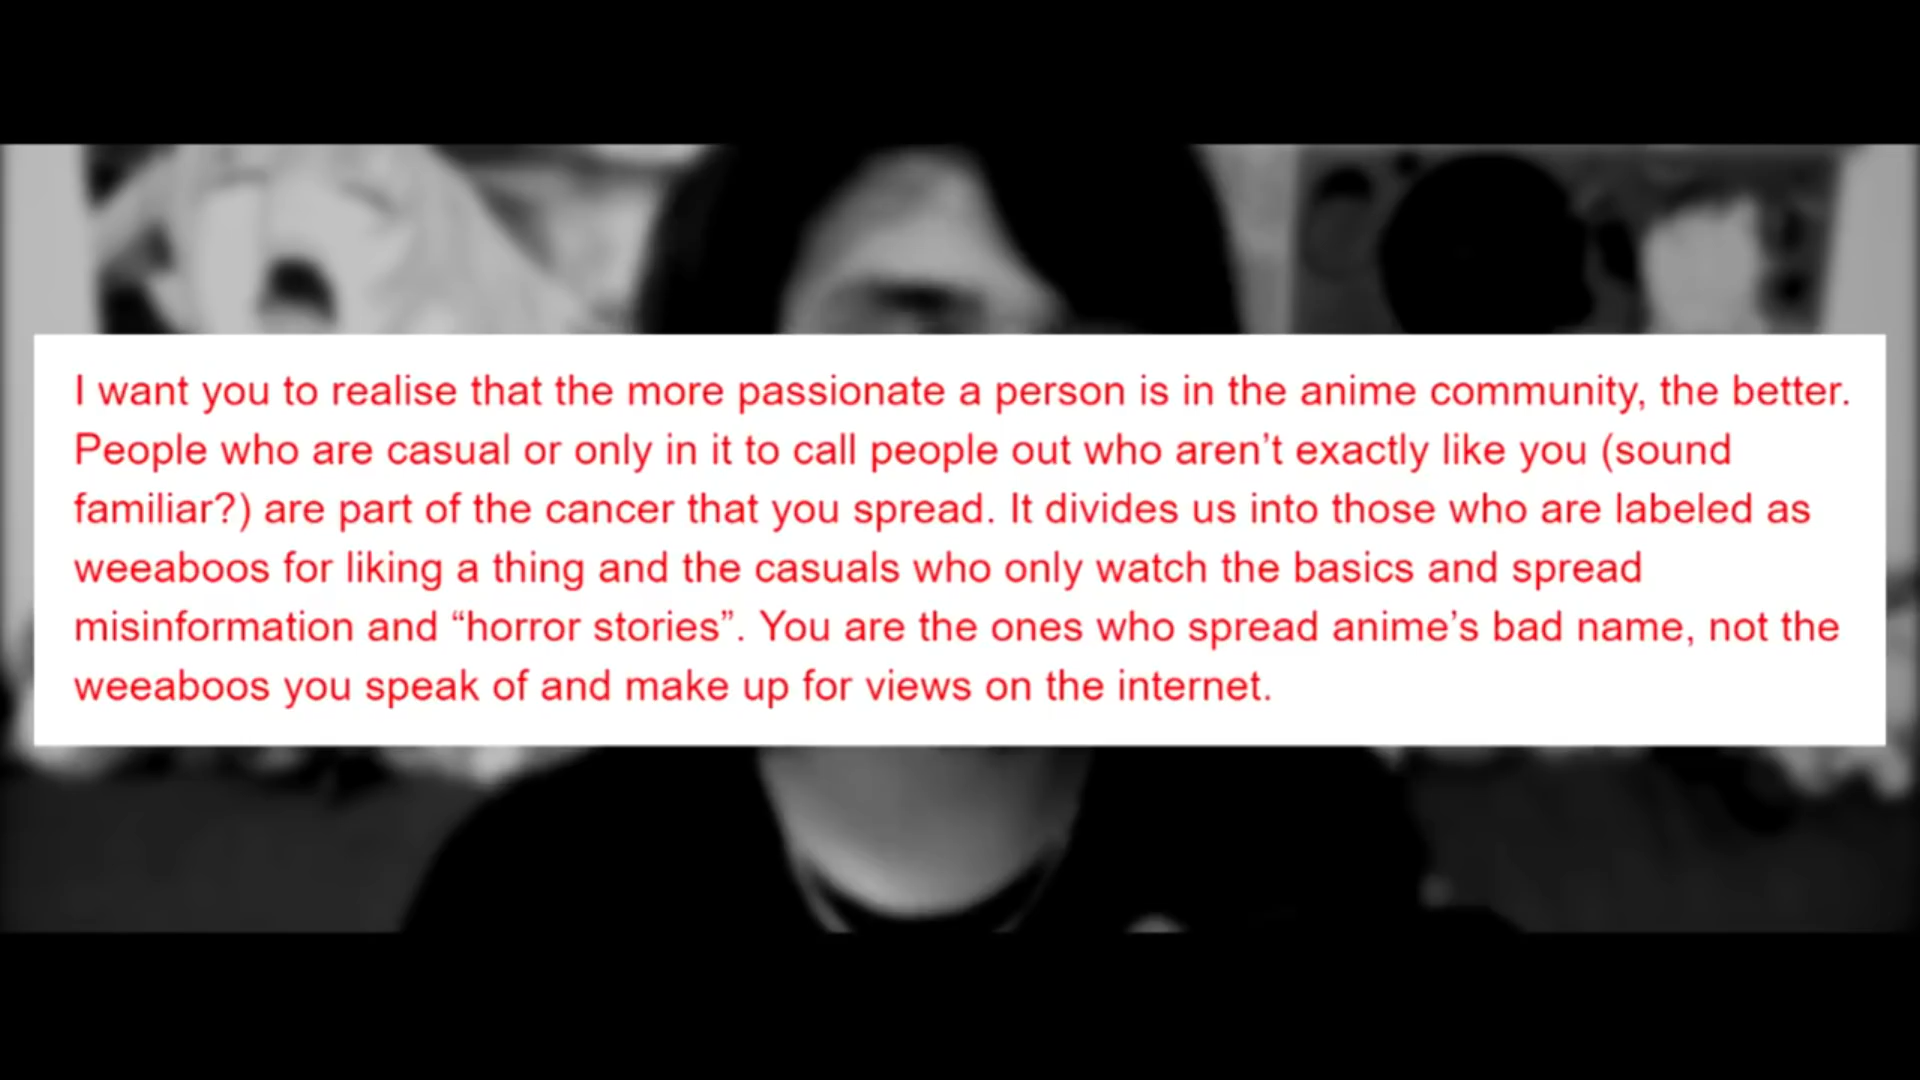 I want you to realise that the more passionate a person is in the anime community, the better.
People who are casual or only in it to call people out who aren’t exactly like you (sound
familiar?) are part of the cancer that you spread. It divides us into those who are labeled as
weeaboos for liking a thing and the casuals who only watch the basics and spread
misinformation and “horror stories”. You are the ones who spread anime’s bad name, not the
weeaboos you speak of and make up for views on the internet.